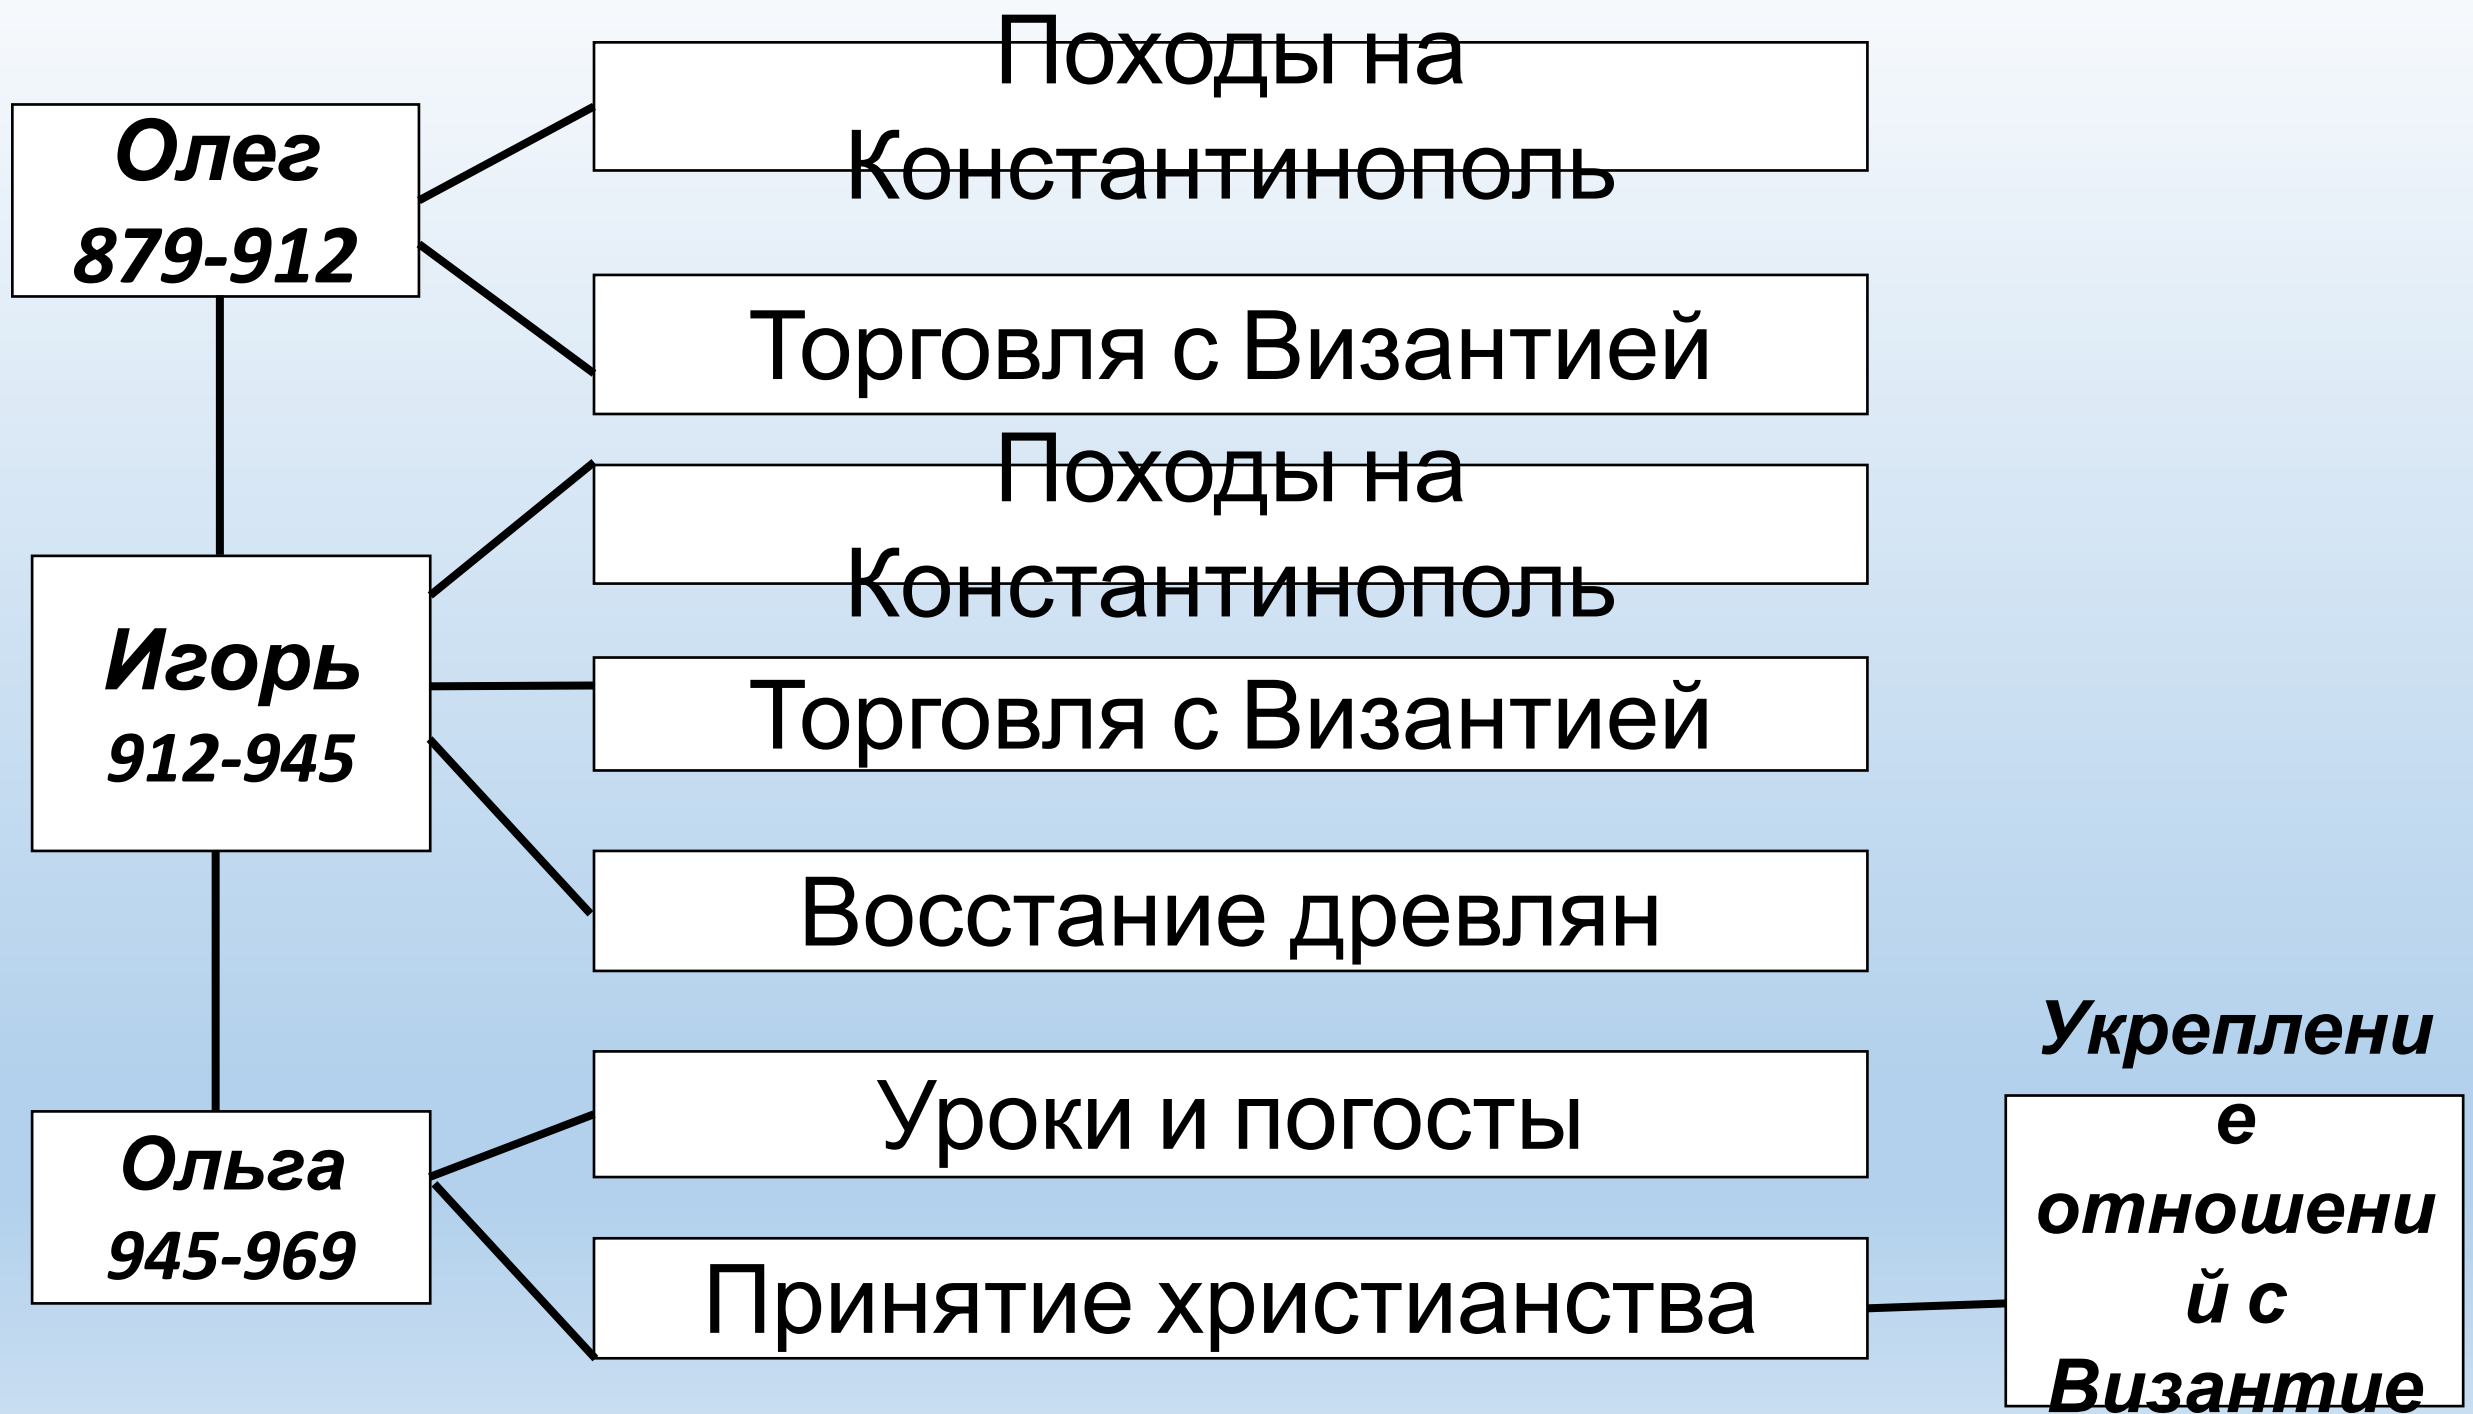 Походы на
Константинополь
Олег
879-912
Торговля с Византией
Походы на
Константинополь
Игорь
912-945
Торговля с Византией
Восстание древлян
Ольга
945-969
Уроки и погосты
Принятие христианства
Укреплени
е
отношени
й с
Византие